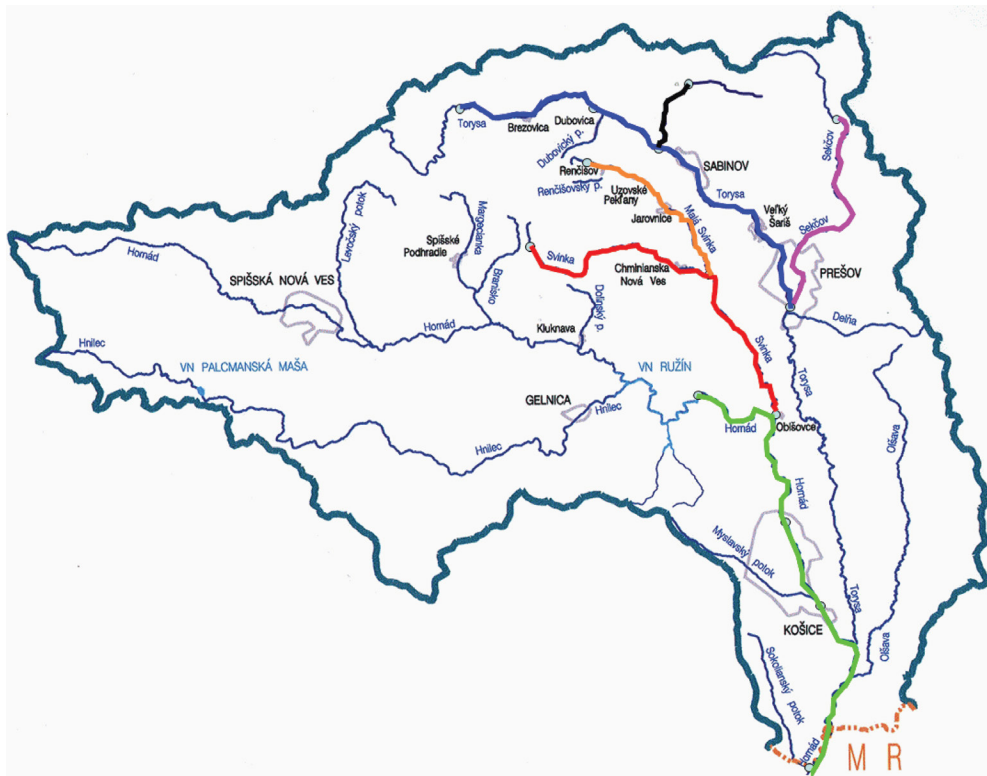 Torysa
Brezovica
Dubovica
Dubovický p.
Renčišov
Renčišovský p.
Uzovské
Pekľany
Jarovnice
Malá Svinka
SABINOV
Torysa
Veľký
Šariš
Sekčov
Sekčov
PREŠOV
Delňa
Levočský potok
Margecianka
Spišské
Podhradie
Branisko
Svinka
Chminianska
Nová Ves
Hornád
SPIŠSKÁ NOVÁ VES
Hornád
Kluknava
Dolinský p.
Svinka
Torysa
Hnilec
VN PALCMANSKÁ MAŠA
VN RUŽÍN
GELNICA
Hnilec
Hnilec
Hornád
Obišovce
Olšava
Hornád
Myslavský potok
KOŠICE
Torysa
Olšava
Sokoliansky potok
Hornád
M R